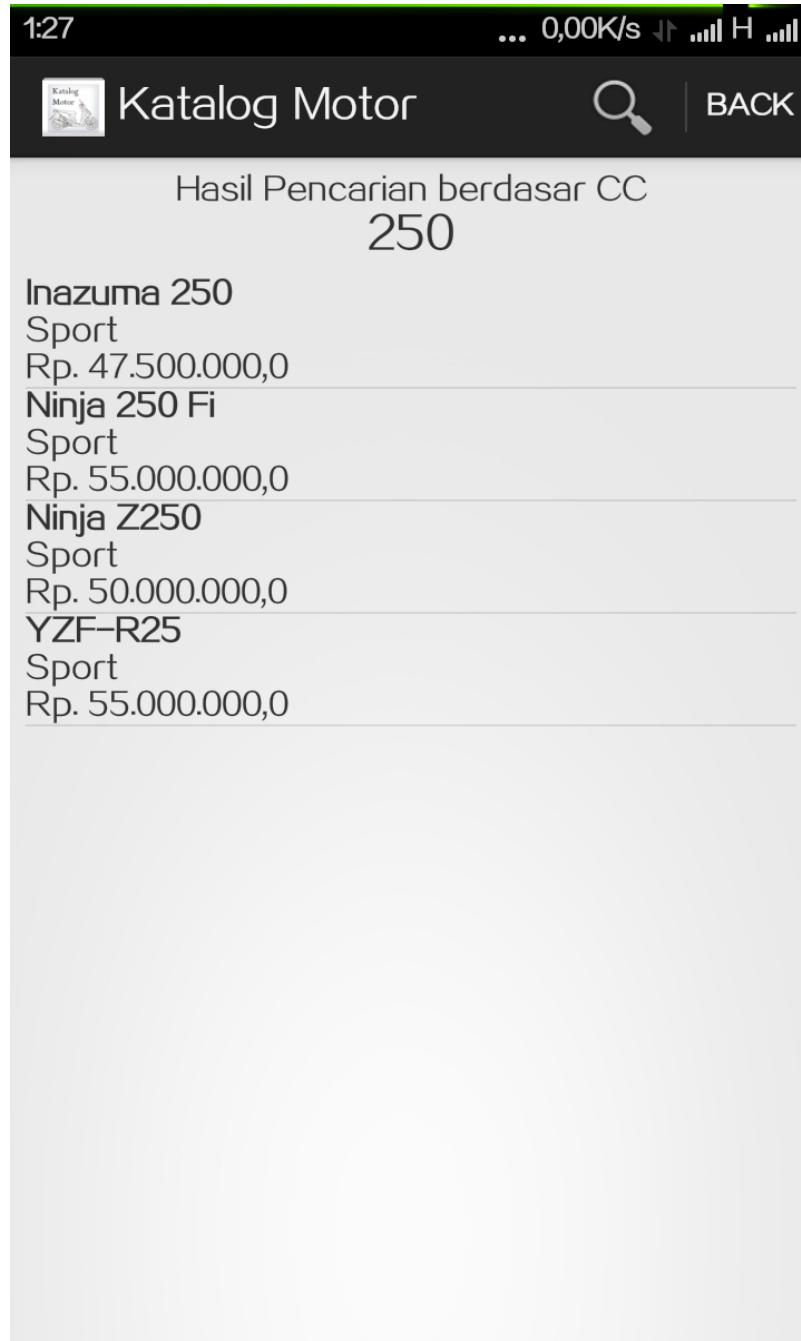 1:27 ... 0,00K/s H
Katalog Motor Katalog Motor BACK
Hasil Pencarian berdasar CC
250
Inazuma 250
Sport
Rp. 47.500.000,0
Ninja 250 Fi
Sport
Rp. 55.000.000,0
Ninja Z250
Sport
Rp. 50.000.000,0
YZF-R25
Sport
Rp. 55.000.000,0